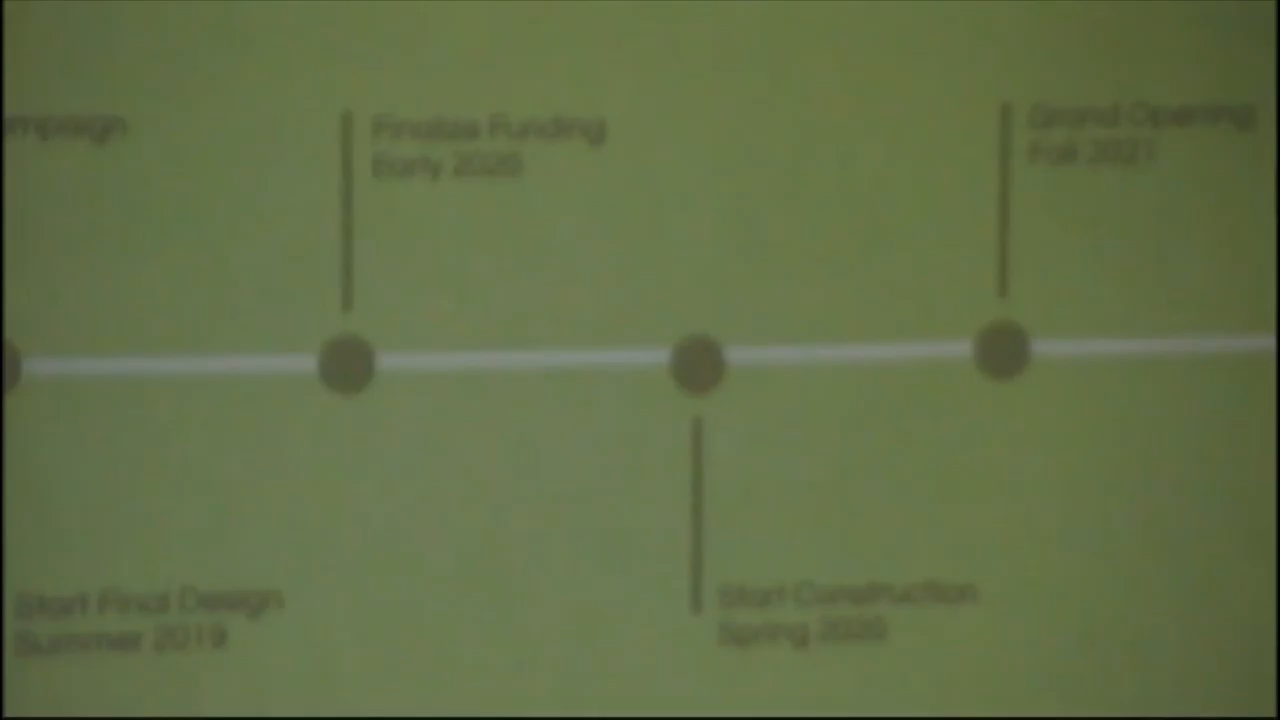 mpaign
Finalize Funding
Early 2020
Grand Opening
Fall 2021
Start Final Design
Summer 2019
Start Construction
Spring 2020